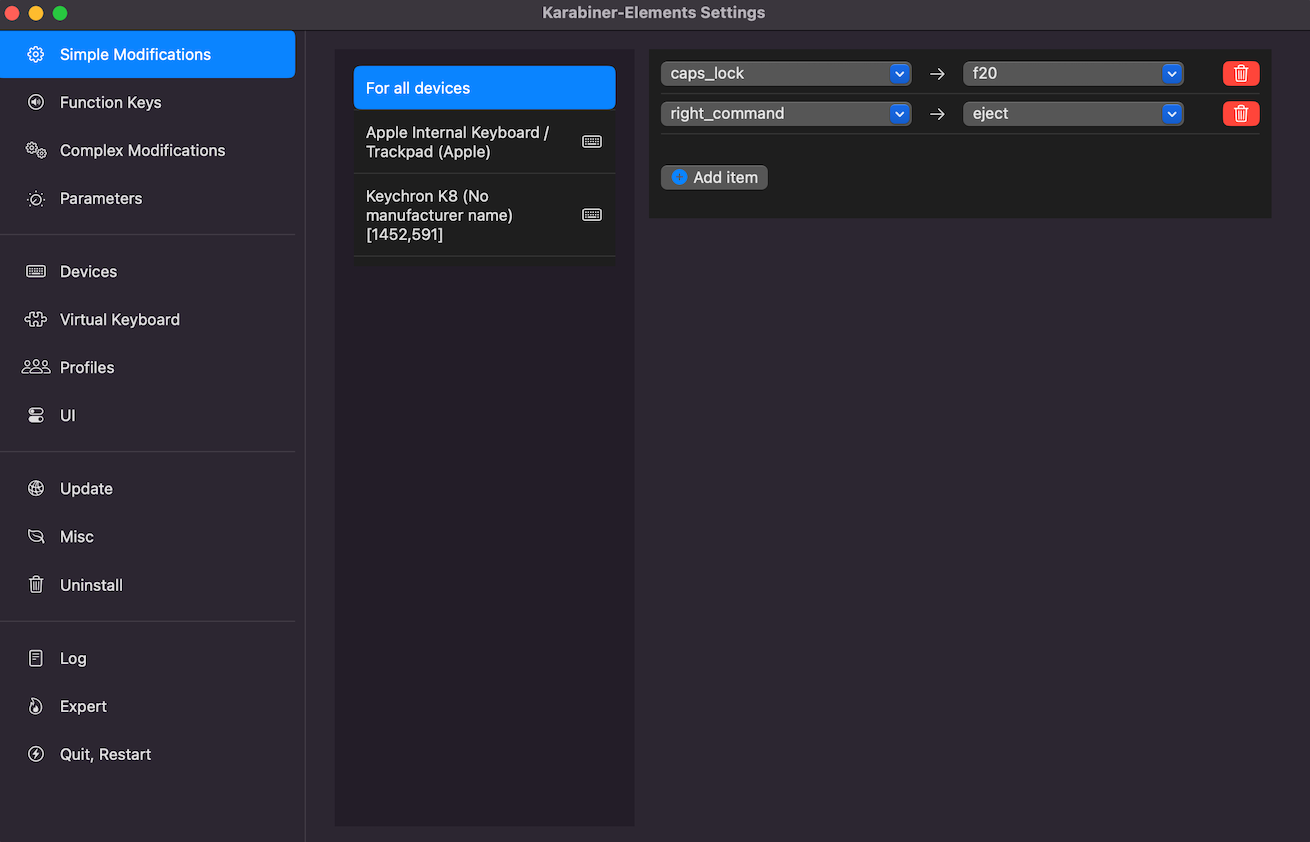 Karabiner-Elements Settings
Simple Modifications
Function Keys
Complex Modifications
Parameters
Devices
Virtual Keyboard
Profiles
UI
Update
Misc
Uninstall
Log
Expert
Quit, Restart
For all devices
Apple Internal Keyboard /
Trackpad (Apple)
Keychron K8 (No
manufacturer name)
[1452,591]
caps_lock → f20
right_command → eject
Add item